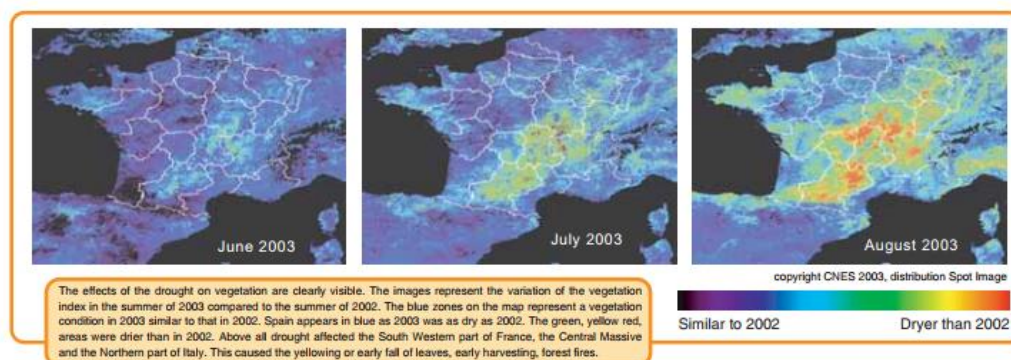 June 2003
July 2003
August 2003
copyright CNES 2003, distribution Spot Image
The effects of the drought on vegetation are clearly visible. The images represent the variation of the vegetation
index in the summer of 2003 compared to the summer of 2002. The blue zones on the map represent a vegetation
condition in 2003 similar to that in 2002. Spain appears in blue as 2003 was as dry as 2002. The green, yellow red,
areas were drier than in 2002. Above all drought affected the South Western part of France, the Central Massive
and the Northern part of Italy. This caused the yellowing or early fall of leaves, early harvesting, forest fires.
Similar to 2002
Dryer than 2002